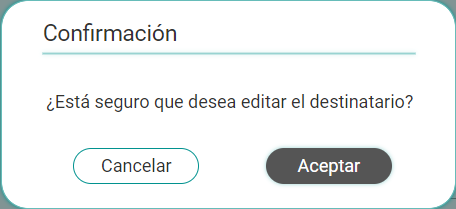 Confirmación
¿Está seguro que desea editar el destinatario?
Cancelar
Aceptar